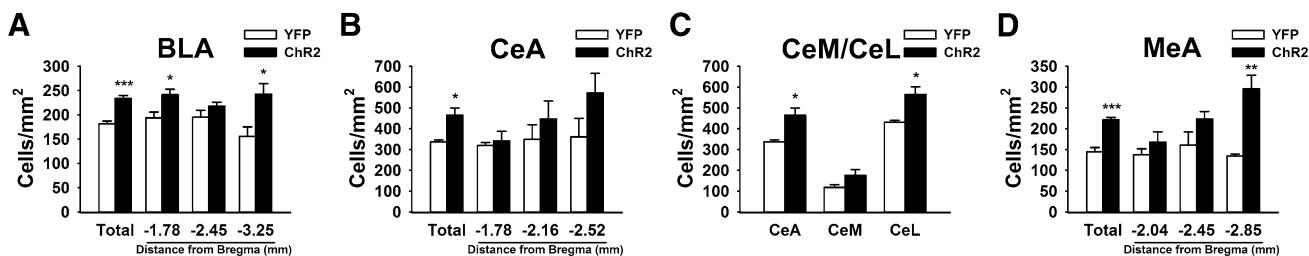 A
BLA
YFP
ChR2
Cells/mm²
300
250
200
150
100
50
0
***
*
*
Total -1.78 -2.45 -3.25
Distance from Bregma (mm)
B
CeA
YFP
ChR2
Cells/mm²
700
600
500
400
300
200
100
0
*
Total -1.78 -2.16 -2.52
Distance from Bregma (mm)
C
CeM/CeL
YFP
ChR2
Cells/mm²
700
600
500
400
300
200
100
0
*
*
CeA CeM CeL
D
MeA
YFP
ChR2
Cells/mm²
350
300
250
200
150
100
50
0
***
**
Total -2.04 -2.45 -2.85
Distance from Bregma (mm)